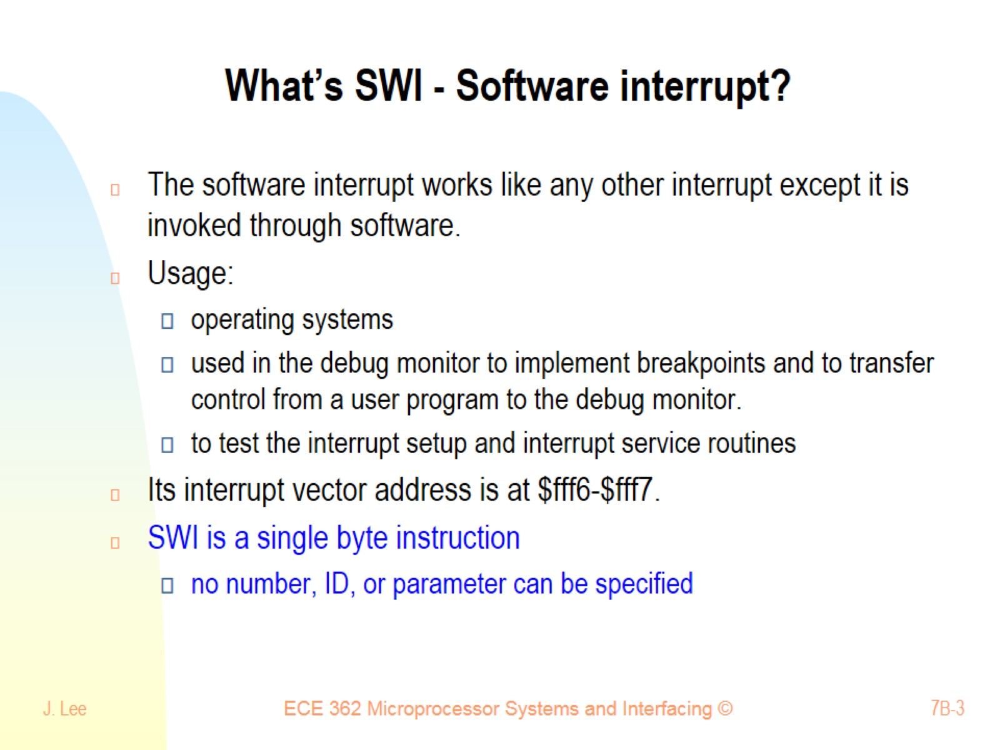 What’s SWI - Software interrupt?
The software interrupt works like any other interrupt except it is
invoked through software.
Usage:
operating systems
used in the debug monitor to implement breakpoints and to transfer
control from a user program to the debug monitor.
to test the interrupt setup and interrupt service routines
Its interrupt vector address is at $fff6-$fff7.
SWI is a single byte instruction
no number, ID, or parameter can be specified
J. Lee
ECE 362 Microprocessor Systems and Interfacing ©
7B-3